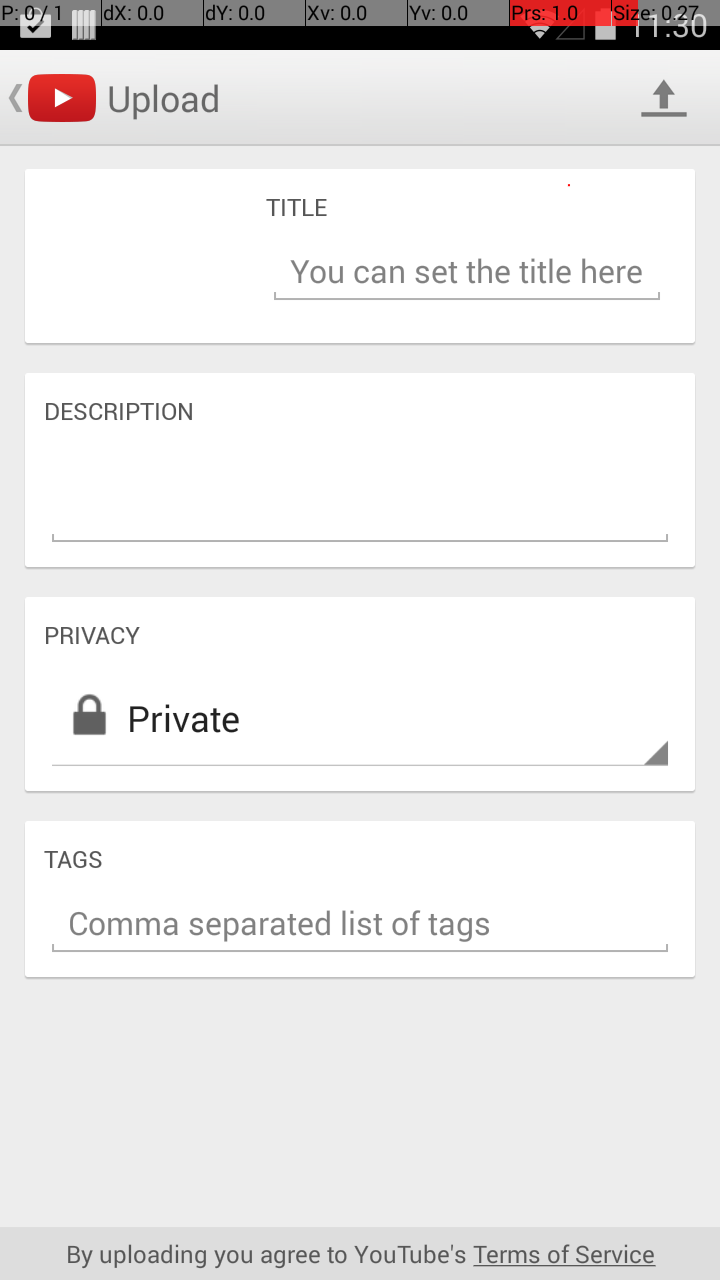 P: 0 / 1 dX: 0.0 dY: 0.0 Xv: 0.0 Yv: 0.0 Prs: 1.0 Size: 0.27
11:30
Upload
TITLE
You can set the title here
DESCRIPTION
PRIVACY
Private
TAGS
Comma separated list of tags
By uploading you agree to YouTube's Terms of Service